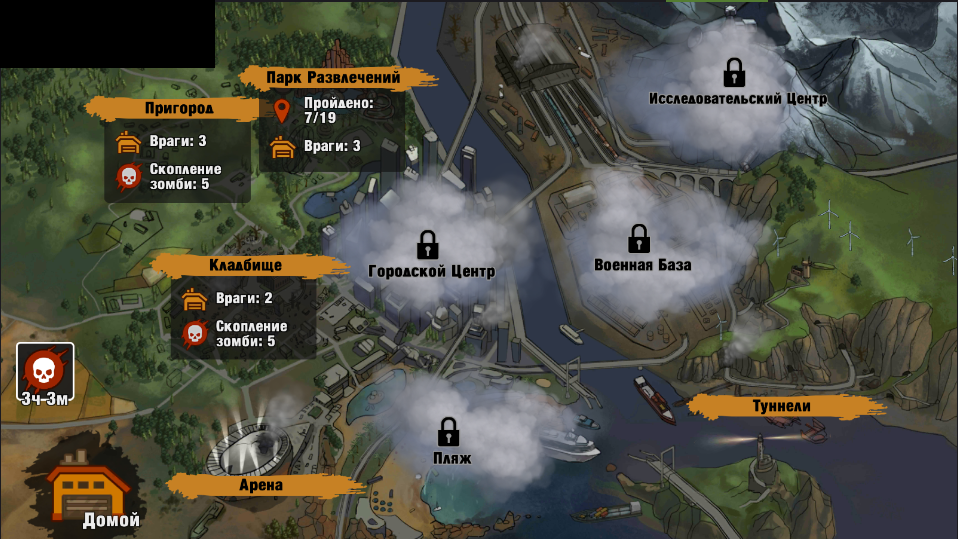 Парк Развлечений
Пройдено:
7/19
Враги: 3
Пригород
Враги: 3
Скопление
зомби: 5
Исследовательский Центр
Городской Центр
Военная База
Кладбище
Враги: 2
Скопление
зомби: 5
3ч-3м
Туннели
Пляж
Арена
Домой